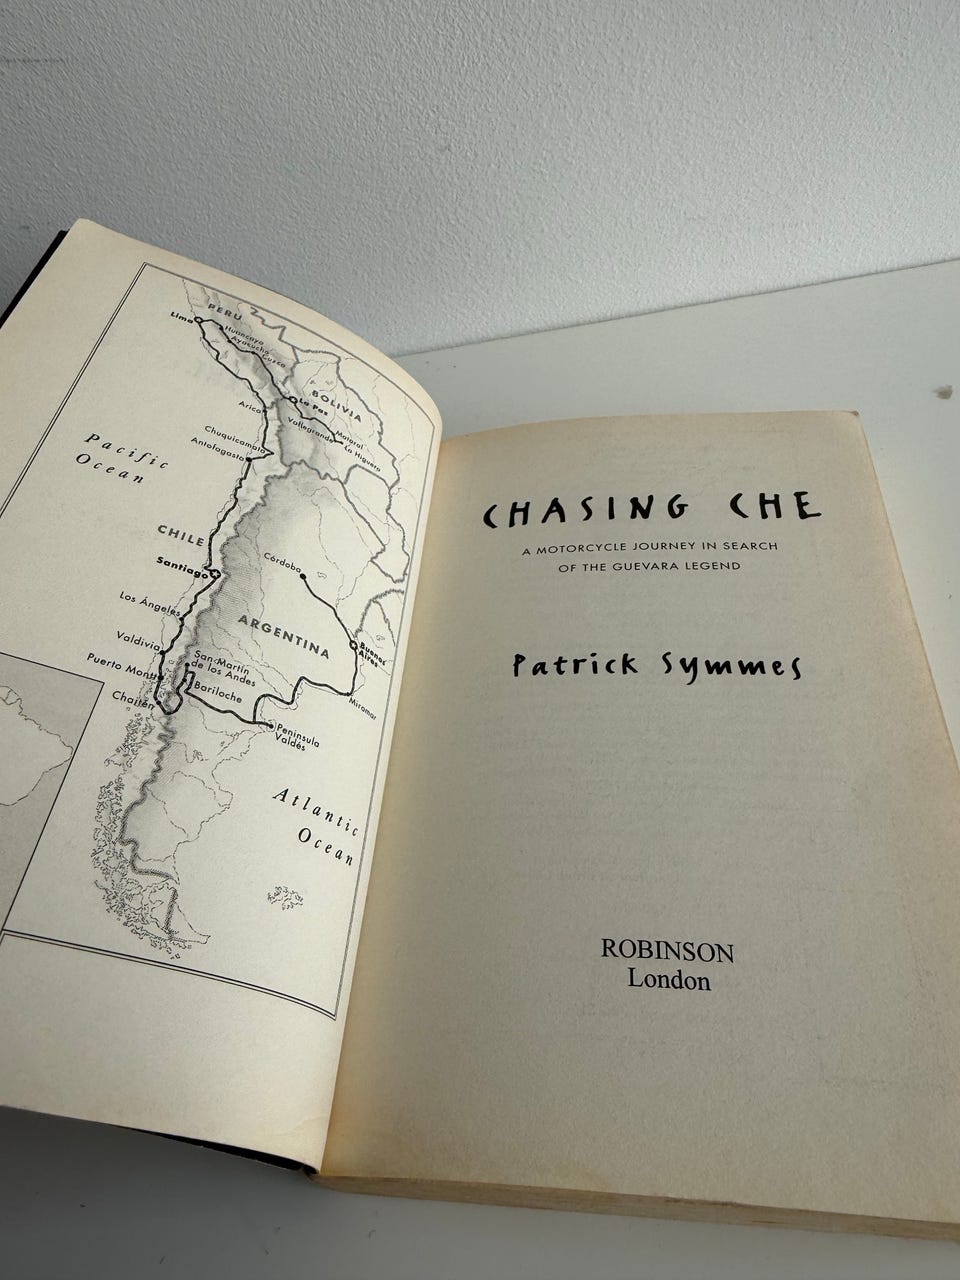 PERU
Lima
Huancayo
Ayacucho
Cuzco
BOLIVIA
La Paz
Arica
Vallegrande
Mataral
La Higuera
Chuquicamata
Antofagasta
Pacific
Ocean
CHILE
Santiago
Córdoba
Los Ángeles
ARGENTINA
Buenos
Aires
Valdivia
San Martín
de los Andes
Puerto Montt
Bariloche
Miramar
Chaitén
Península
Valdés
Atlantic
Ocean
CHASING CHE
A MOTORCYCLE JOURNEY IN SEARCH
OF THE GUEVARA LEGEND
Patrick Symmes
ROBINSON
London